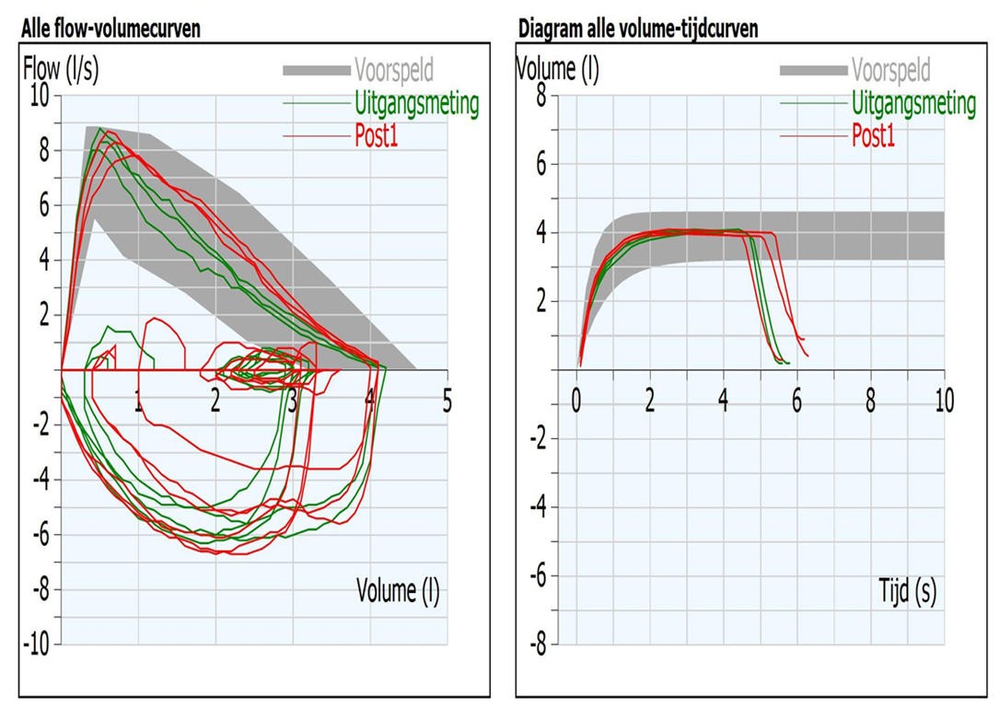 Alle flow-volumecurven
Flow (l/s)
Voorspeld
Uitgangsmeting
Post1
10
8
6
4
2
1 2 3 4 5
-2
-4
-6
-8
-10
Volume (l)
Diagram alle volume-tijdcurven
Volume (l)
Voorspeld
Uitgangsmeting
Post1
8
6
4
2
0 2 4 6 8 10
-2
-4
-6
-8
Tijd (s)